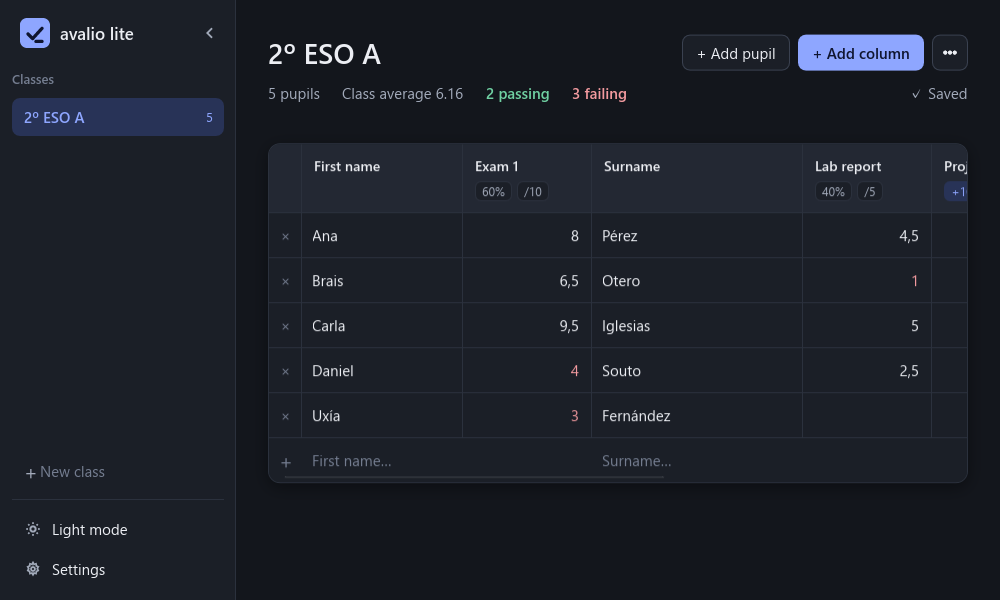 avalio lite
Classes
2º ESO A 5
+ New class
Light mode
Settings
2º ESO A
+ Add pupil + Add column •••
5 pupils Class average 6.16 2 passing 3 failing ✓ Saved
First name Exam 1 Surname Lab report
60% /10 40% /5
× Ana 8 Pérez 4,5
× Brais 6,5 Otero 1
× Carla 9,5 Iglesias 5
× Daniel 4 Souto 2,5
× Uxía 3 Fernández
+ First name... Surname...